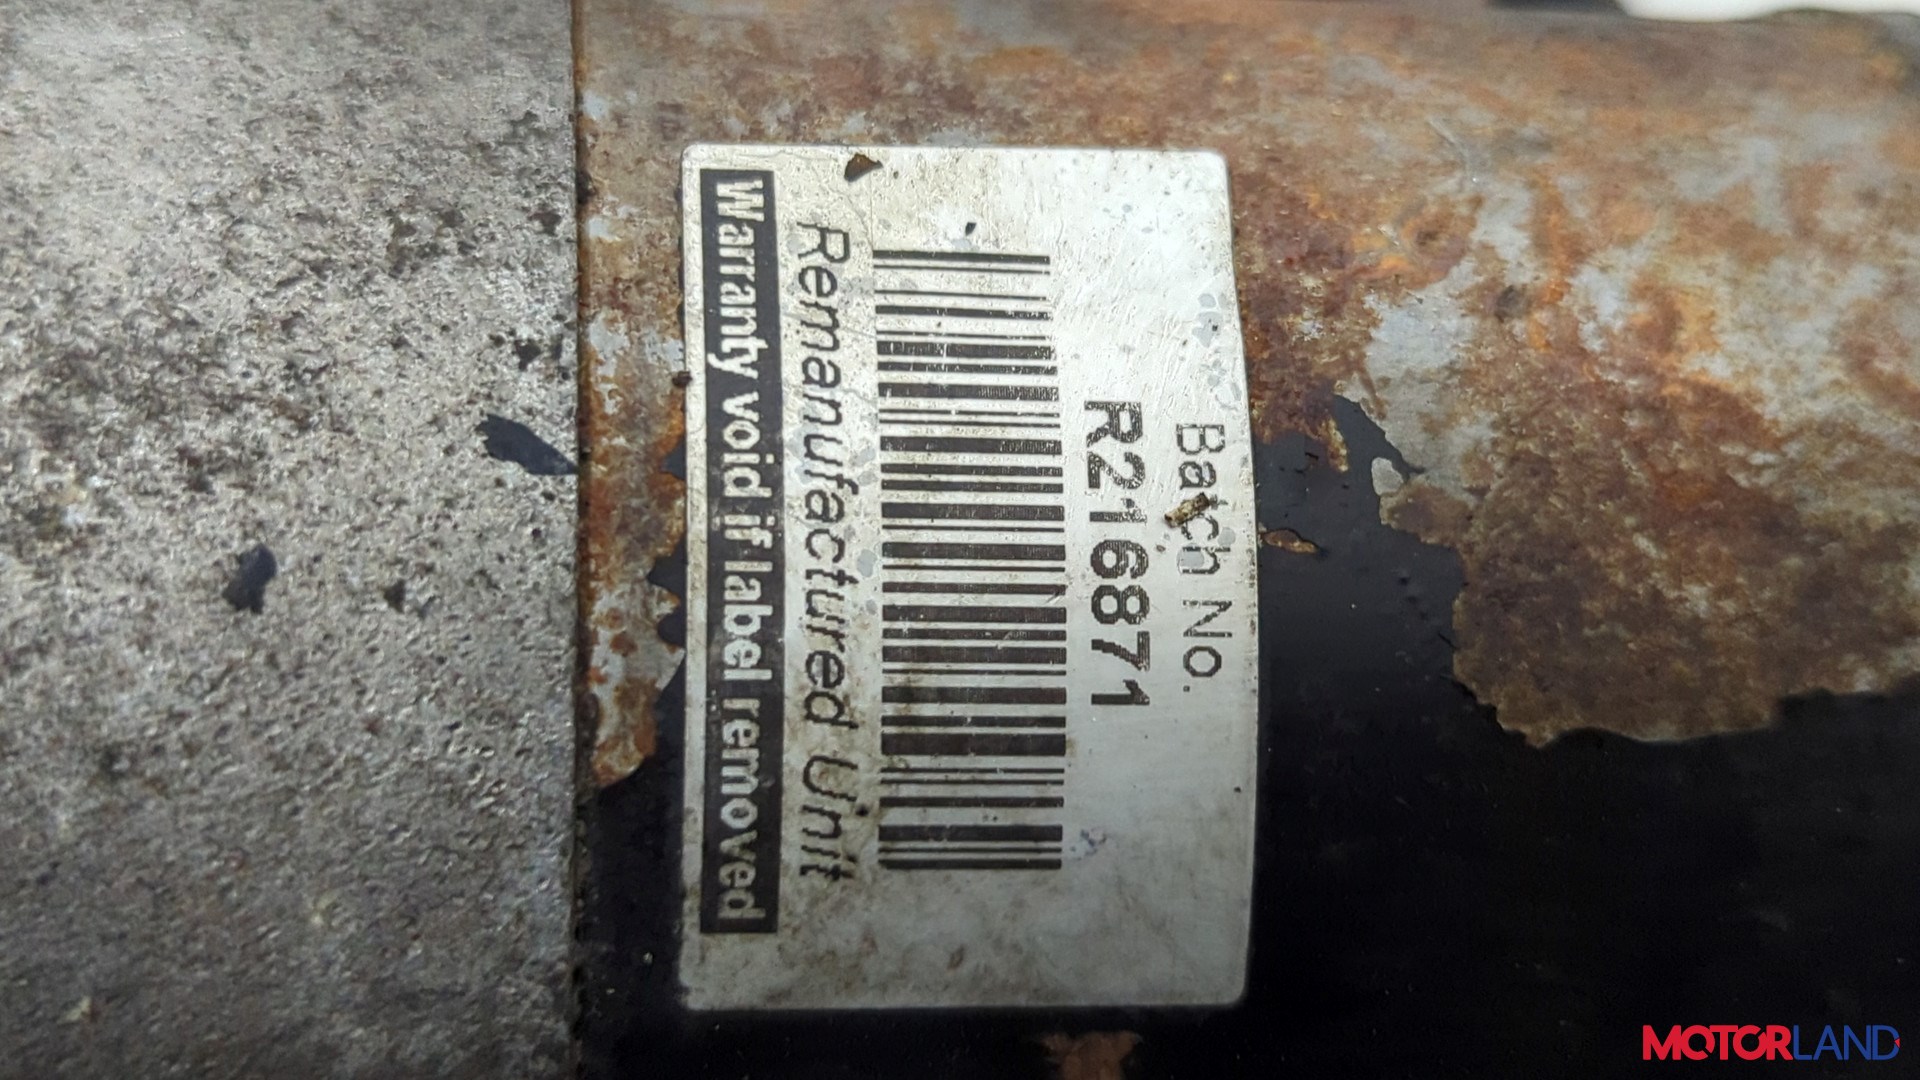 Batch No.
R216871
Remanufactured Unit
Warranty void if label removed
MOTORLAND